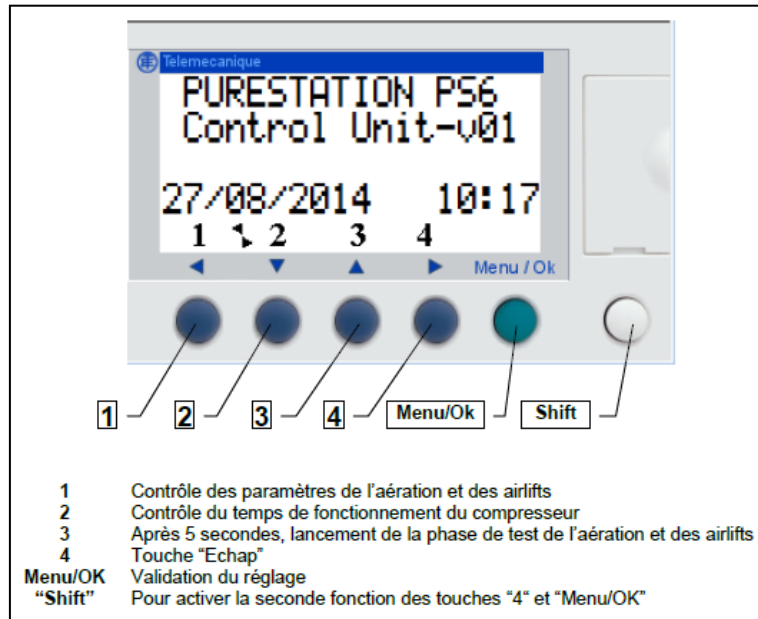 Telemecanique
PURESTATION PS6
Control Unit-v01
27/08/2014 10:17
1 2 3 4
Menu / Ok
1 2 3 4 Menu/Ok Shift
1 Contrôle des paramètres de l'aération et des airlifts
2 Contrôle du temps de fonctionnement du compresseur
3 Après 5 secondes, lancement de la phase de test de l'aération et des airlifts
4 Touche “Echap”
Menu/OK Validation du réglage
“Shift” Pour activer la seconde fonction des touches “4“ et “Menu/OK”